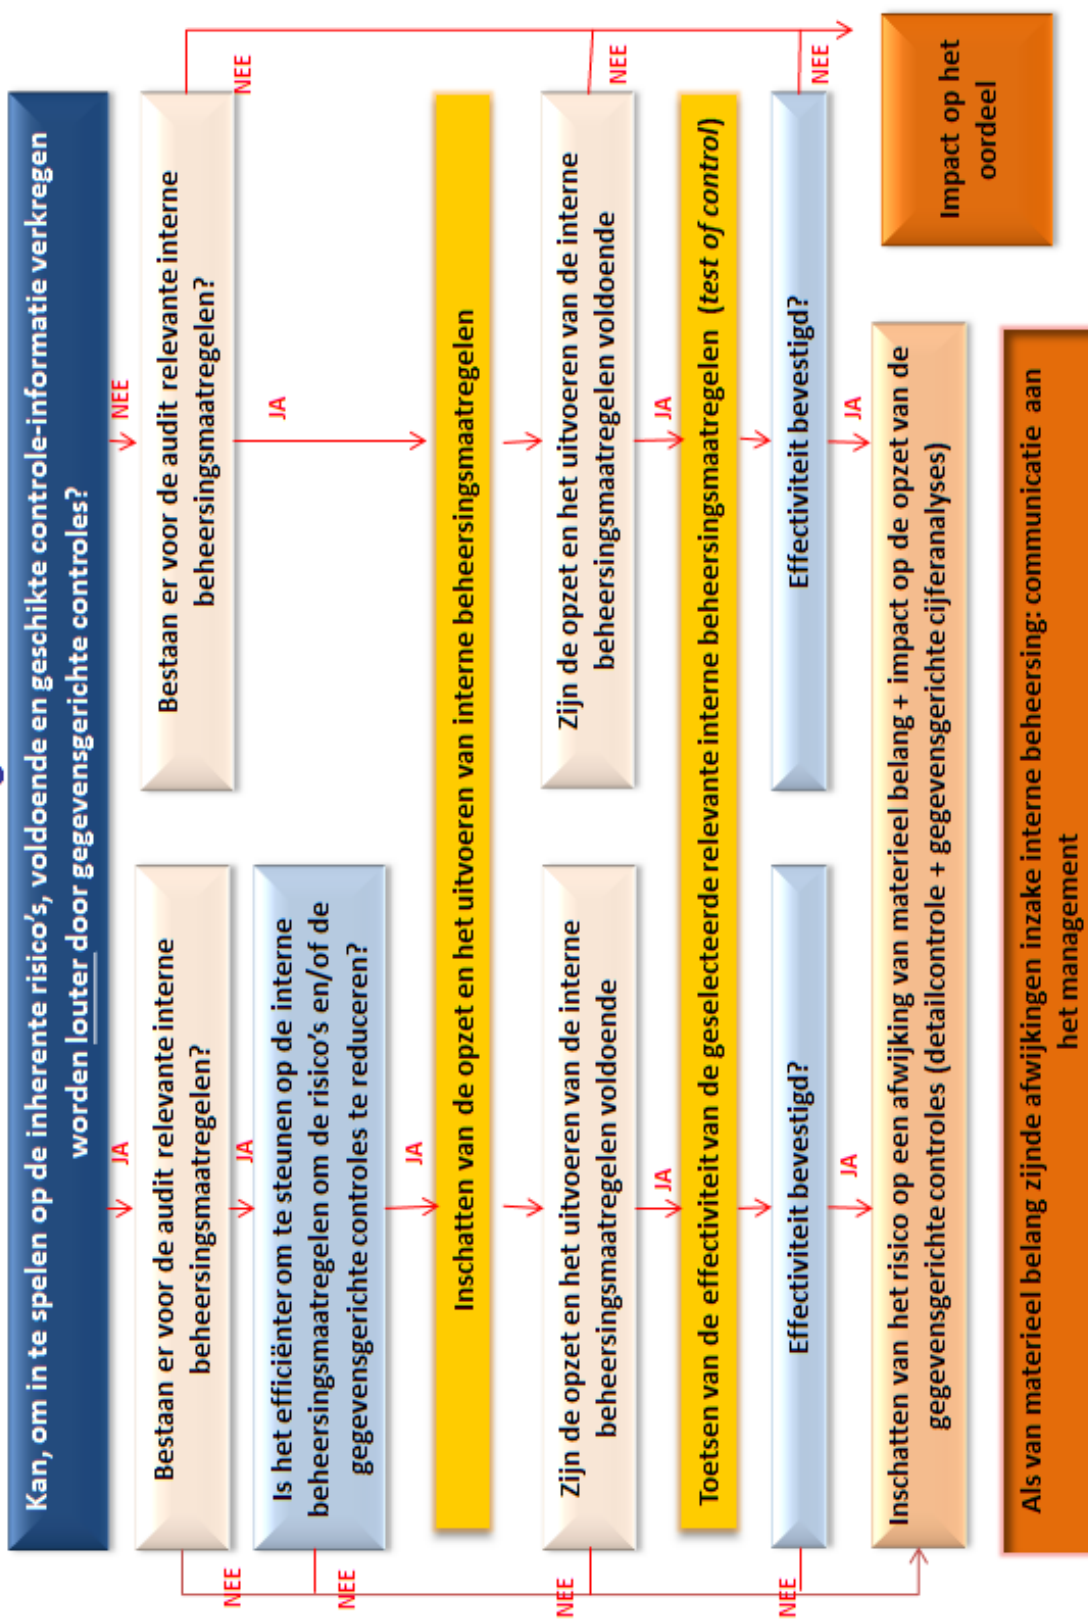 Kan, om in te spelen op de inherente risico's, voldoende en geschikte controle-informatie verkregen
worden louter door gegevensgerichte controles?
JA
NEE
Bestaan er voor de audit relevante interne
beheersingsmaatregelen?
Bestaan er voor de audit relevante interne
beheersingsmaatregelen?
NEE
JA
JA
NEE
Is het efficiënter om te steunen op de interne
beheersingsmaatregelen om de risico's en/of de
gegevensgerichte controles te reduceren?
NEE
JA
Inschatten van de opzet en het uitvoeren van interne beheersingsmaatregelen
Zijn de opzet en het uitvoeren van de interne
beheersingsmaatregelen voldoende
Zijn de opzet en het uitvoeren van de interne
beheersingsmaatregelen voldoende
NEE
JA
JA
NEE
Toetsen van de effectiviteit van de geselecteerde relevante interne beheersingsmaatregelen (test of control)
Effectiviteit bevestigd?
Effectiviteit bevestigd?
NEE
JA
JA
NEE
Inschatten van het risico op een afwijking van materieel belang + impact op de opzet van de
gegevensgerichte controles (detailcontrole + gegevensgerichte cijferanalyses)
Impact op het
oordeel
Als van materieel belang zijnde afwijkingen inzake interne beheersing: communicatie aan
het management